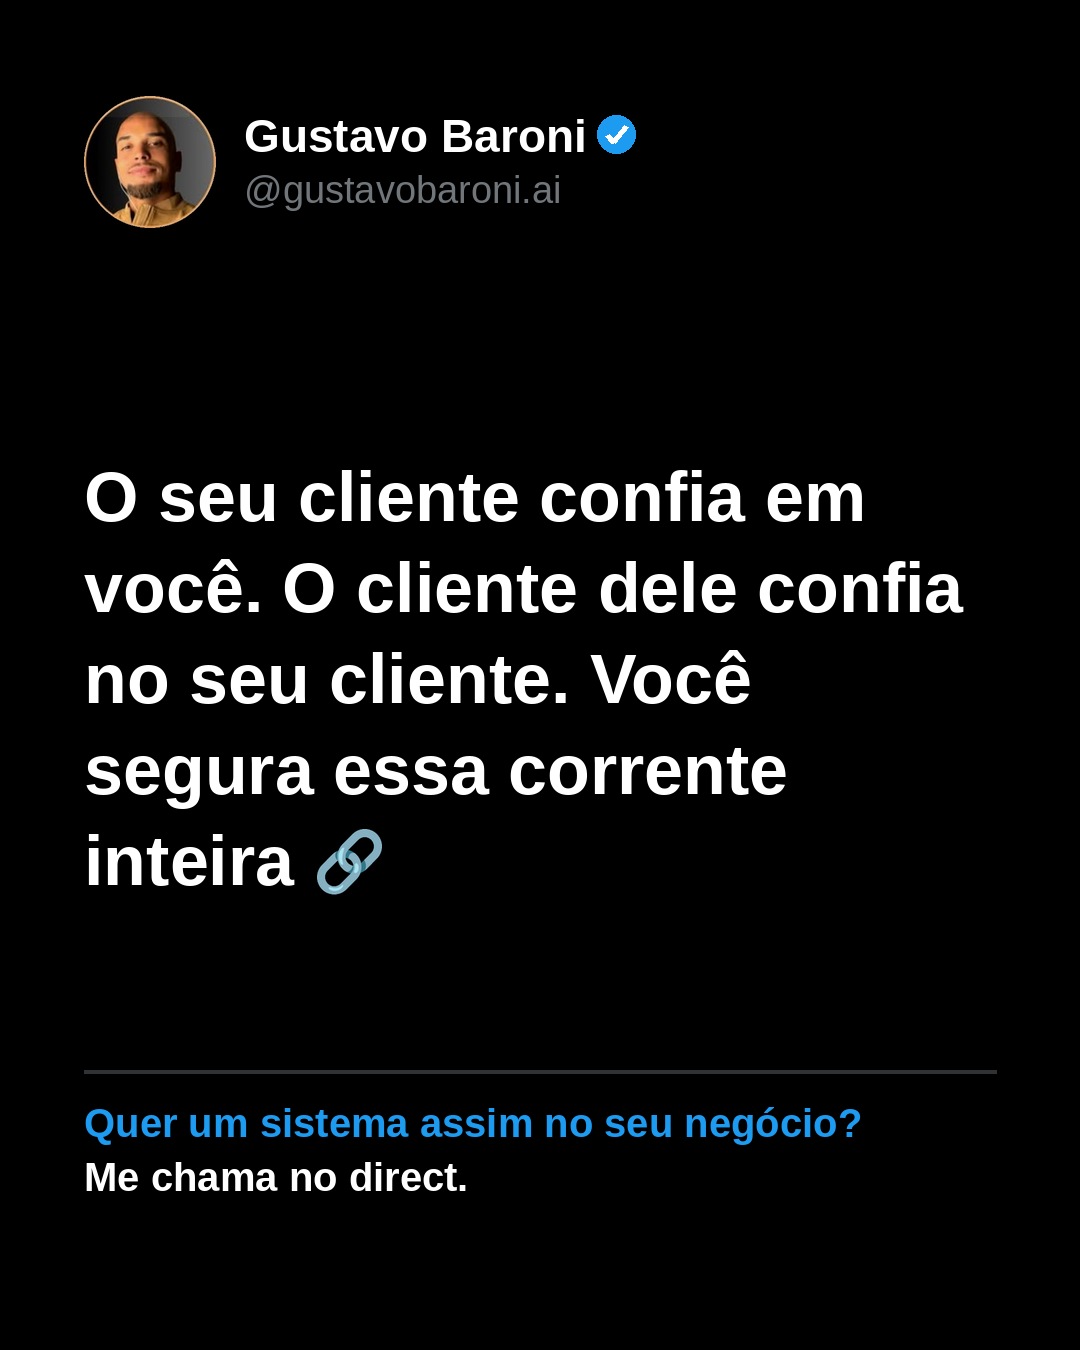 Gustavo Baroni
@gustavobaroni.ai
O seu cliente confia em
você. O cliente dele confia
no seu cliente. Você
segura essa corrente
inteira 🔗
Quer um sistema assim no seu negócio?
Me chama no direct.